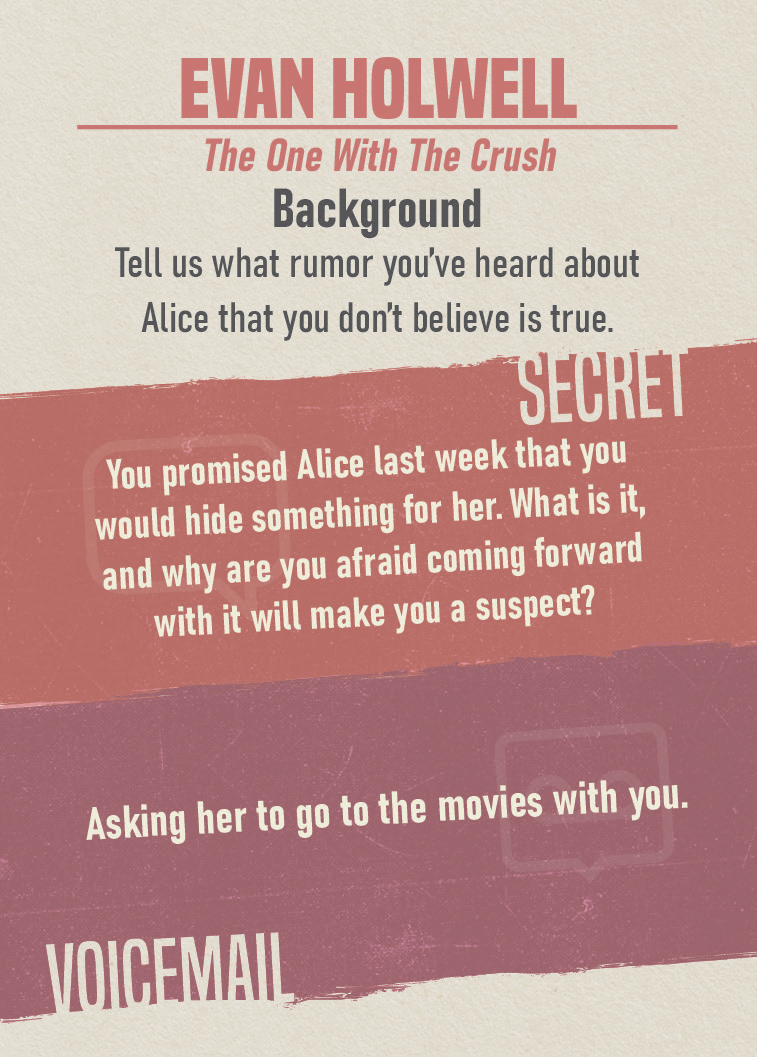 EVAN HOLWELL
The One With The Crush
Background
Tell us what rumor you've heard about
Alice that you don't believe is true.
SECRET
You promised Alice last week that you
would hide something for her. What is it,
and why are you afraid coming forward
with it will make you a suspect?
Asking her to go to the movies with you.
VOICEMAIL